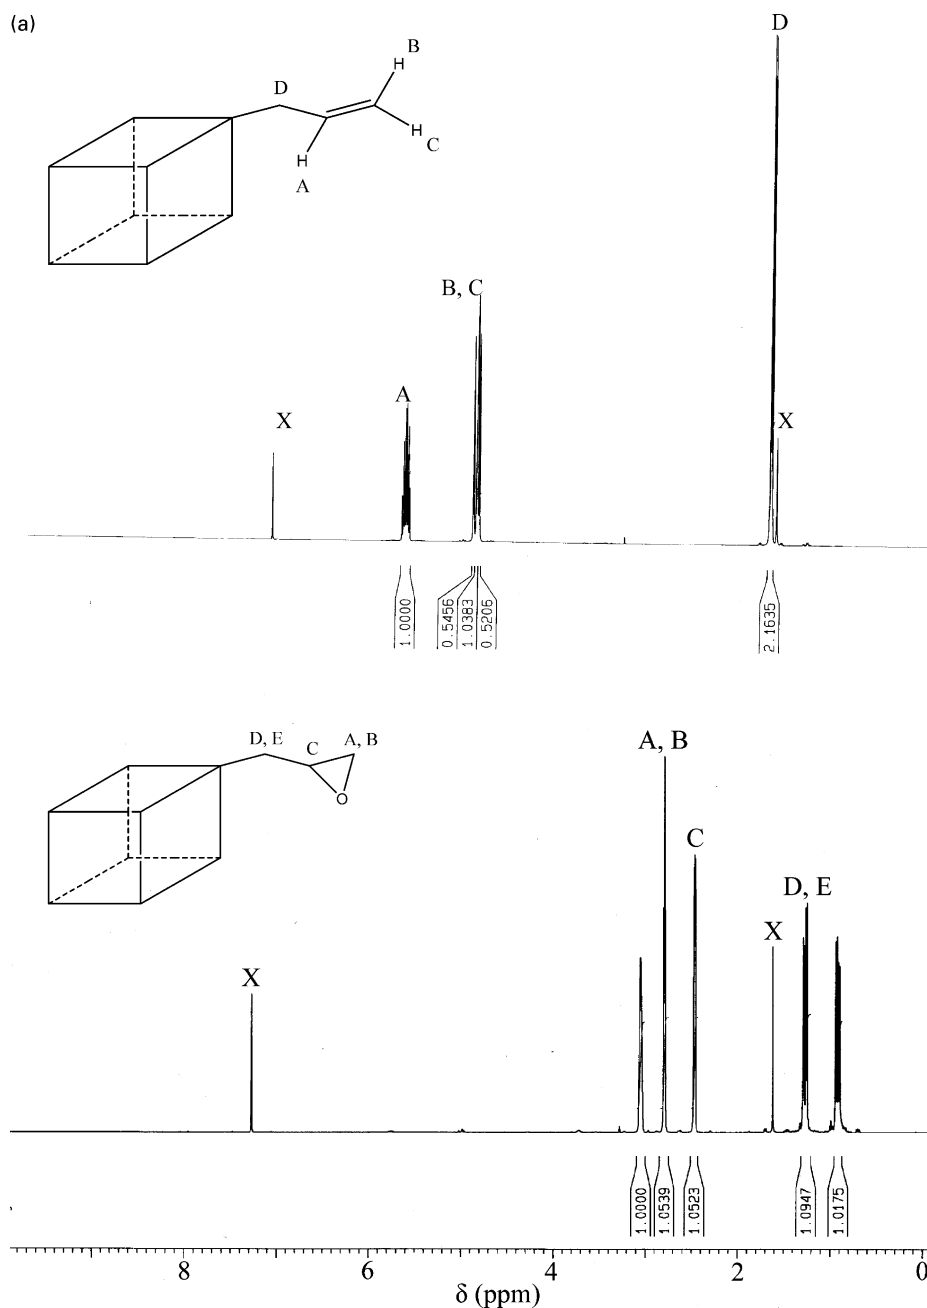 (a)
D
B
H
D
H
C
H
A
B, C
A
X
X
1.0000
0.5456
1.0383
0.5206
2.1635
D, E
C
A, B
O
A, B
C
D, E
X
X
1.0000
1.0539
1.0523
1.0947
1.0175
8
6
4
2
0
δ (ppm)